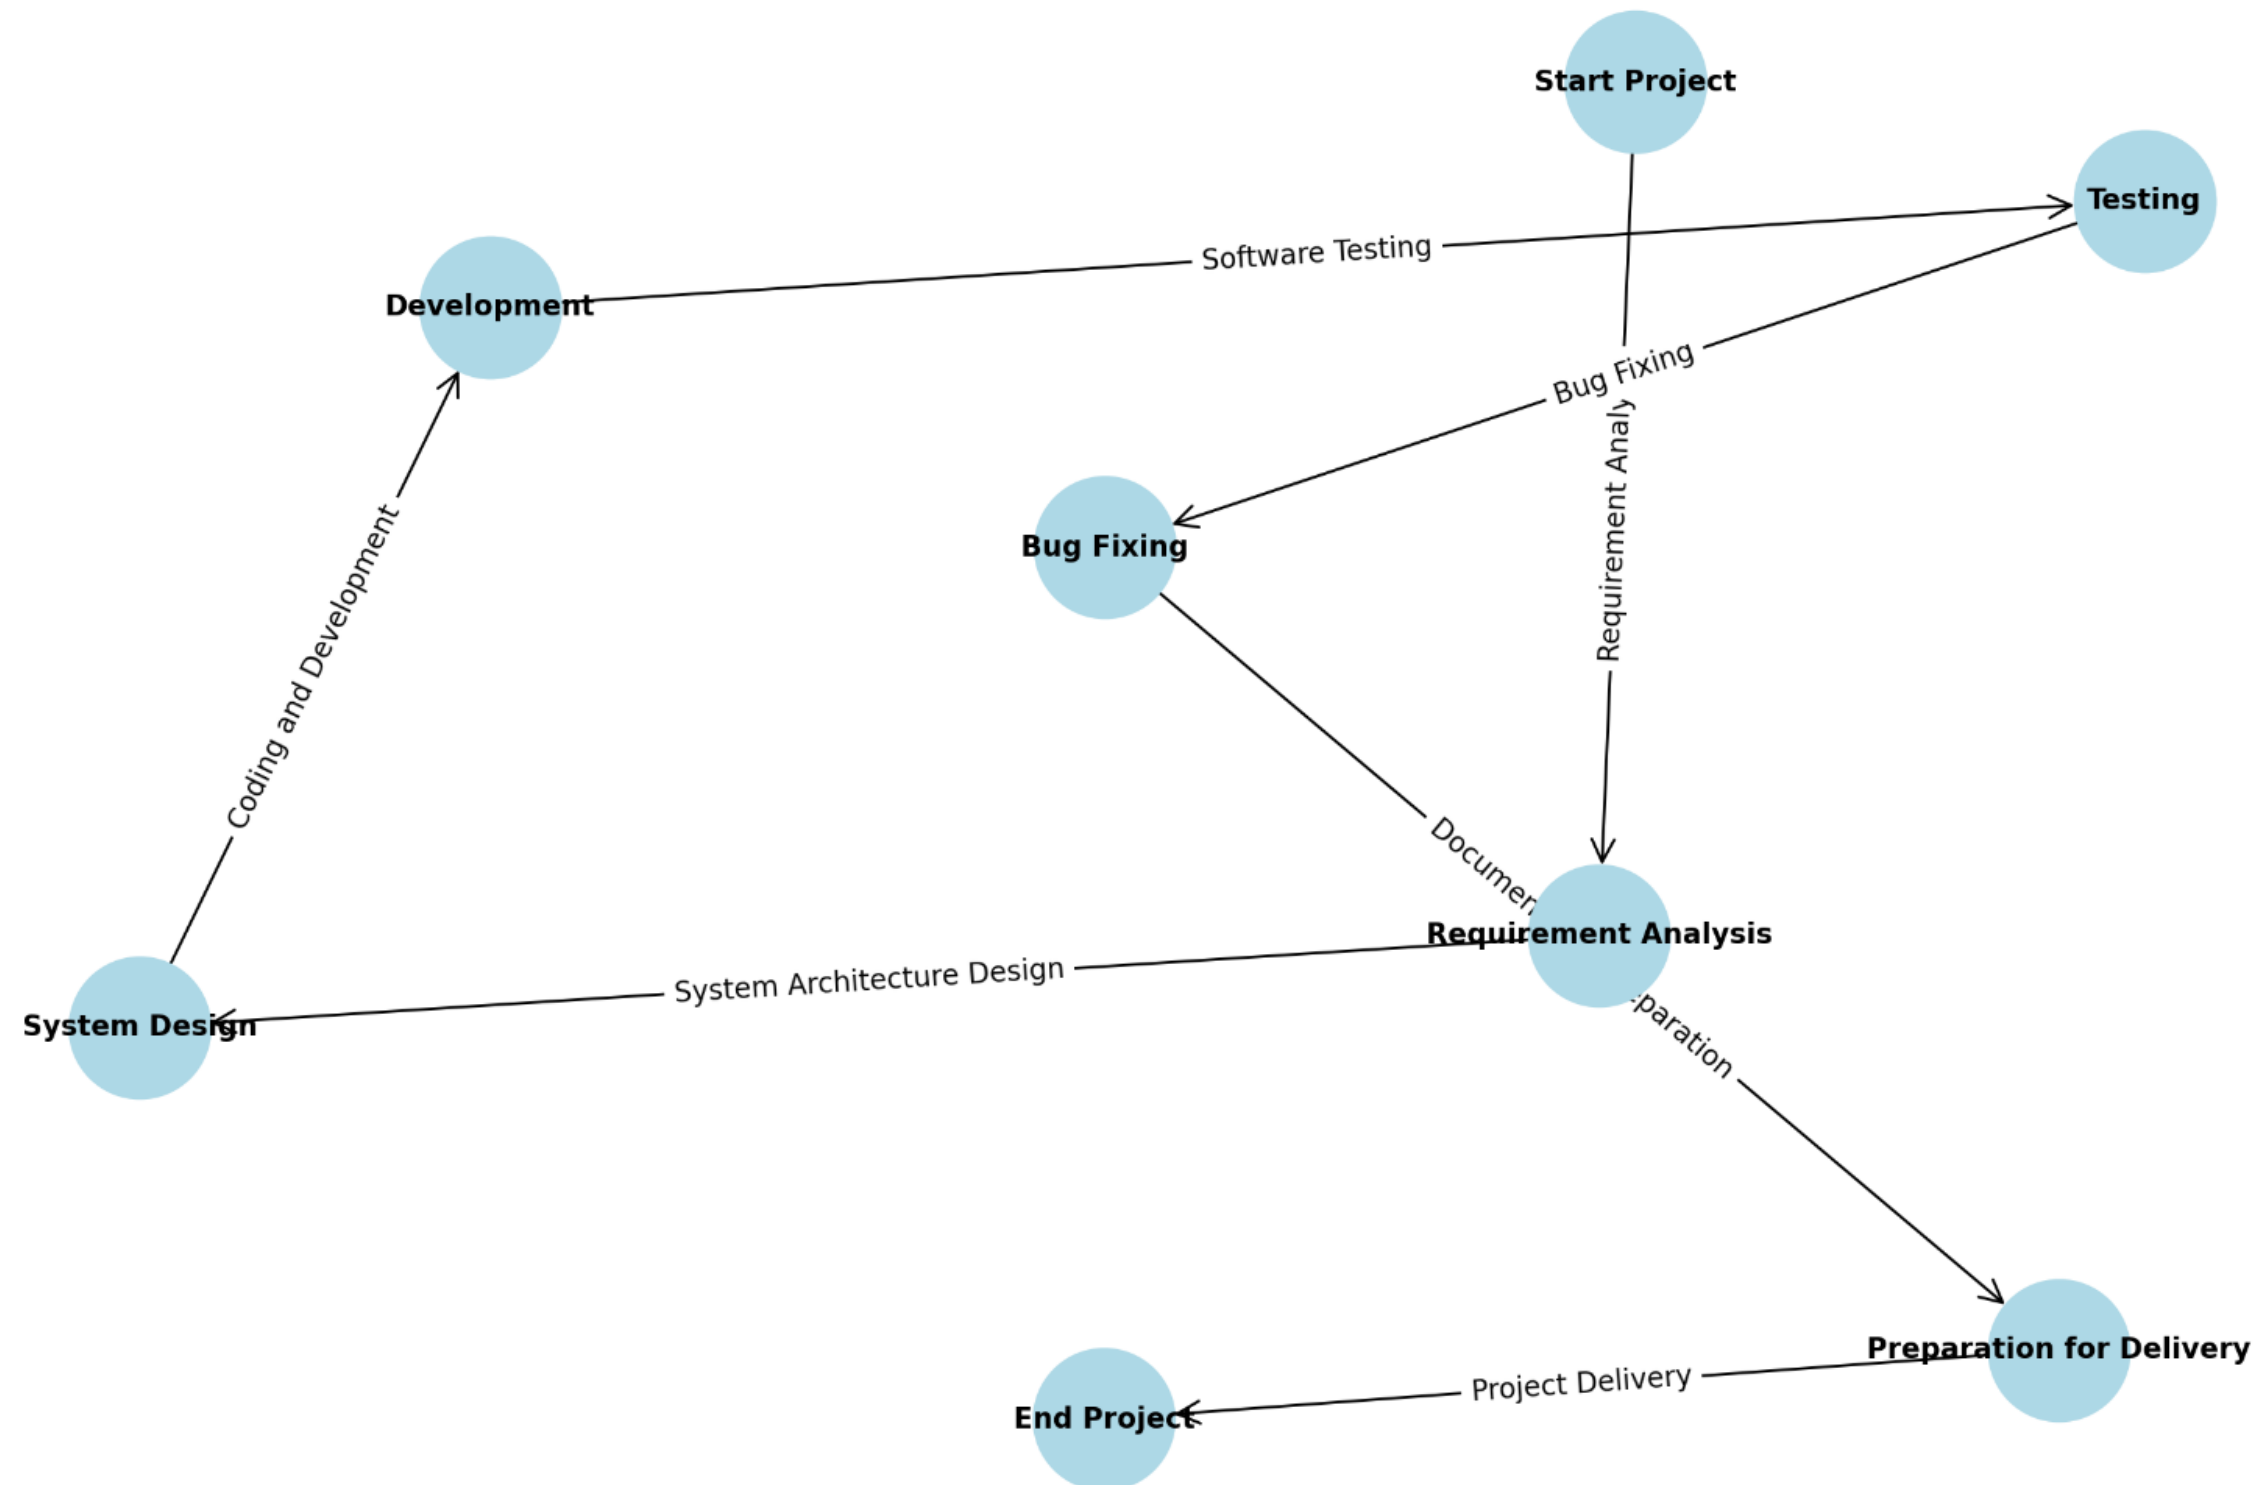 Start Project
Testing
Software Testing
Development
Bug Fixing
Requirement Analy
Bug Fixing
Coding and Development
Documen
Requirement Analysis
System Architecture Design
System Design
paration
Preparation for Delivery
Project Delivery
End Project